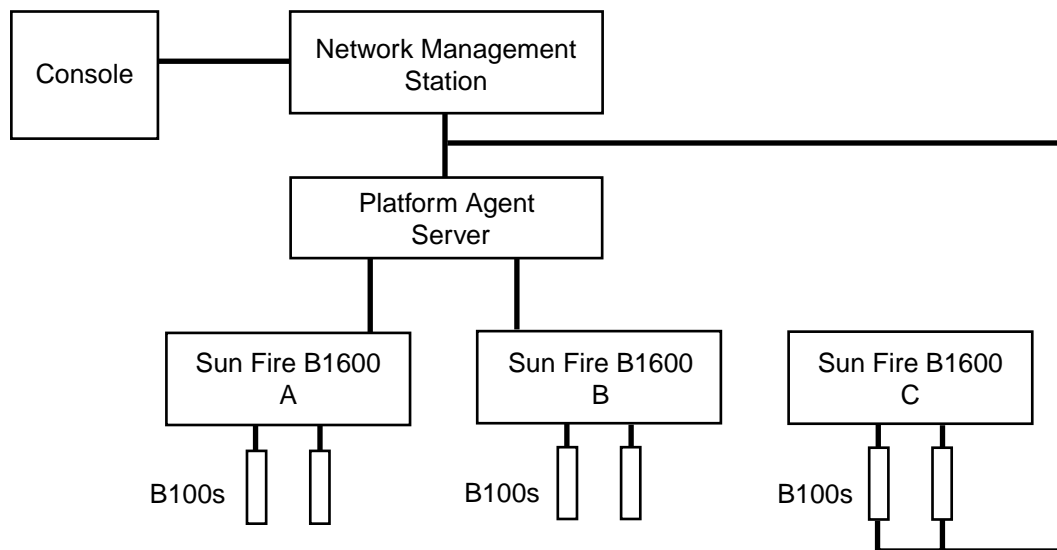 Console
Network Management
Station
Platform Agent
Server
Sun Fire B1600
A
Sun Fire B1600
B
Sun Fire B1600
C
B100s
B100s
B100s